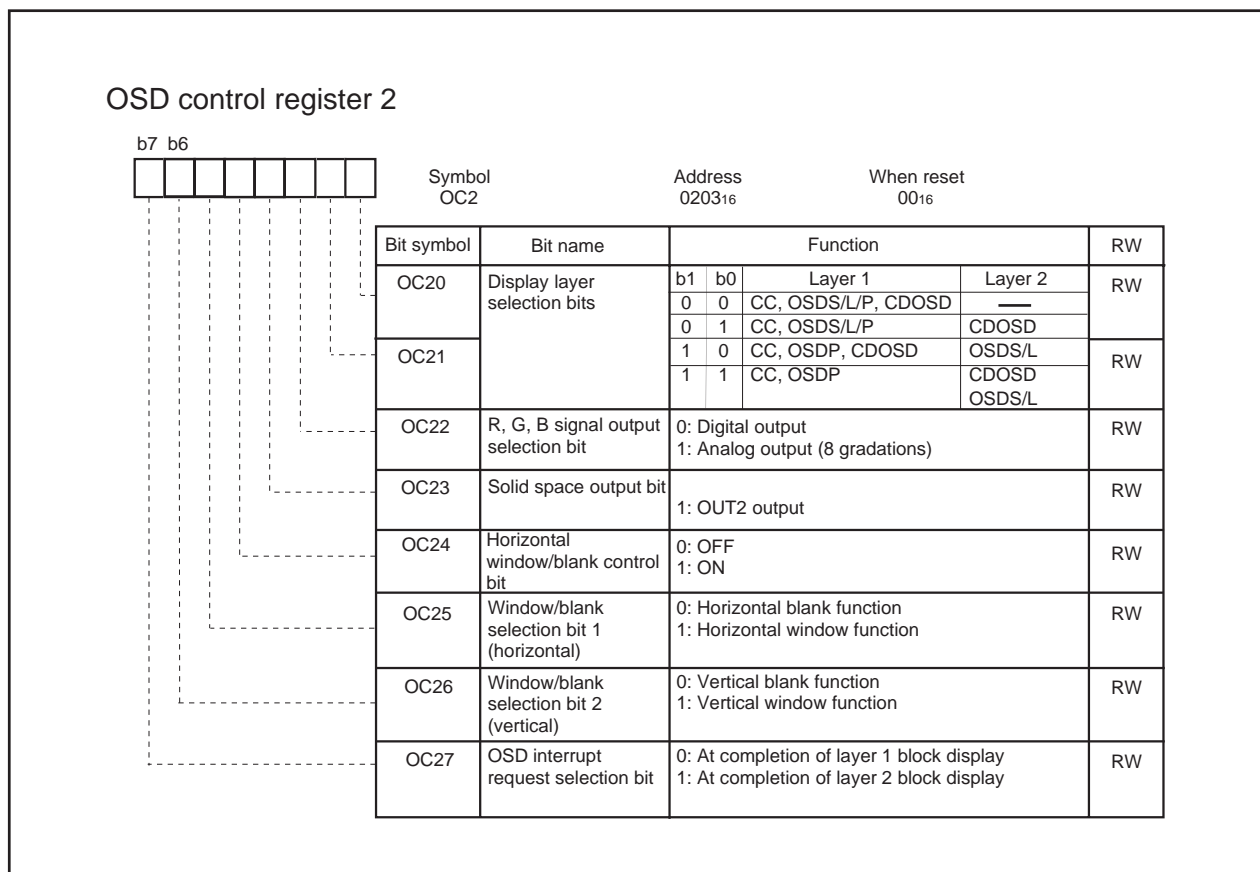 OSD control register 2
b7 b6
Symbol Address When reset
OC2 020316 0016
Bit symbol Bit name Function RW
OC20 Display layer selection bits b1 b0 Layer 1 Layer 2 RW
0 0 CC, OSDS/L/P, CDOSD —
0 1 CC, OSDS/L/P CDOSD
OC21 1 0 CC, OSDP, CDOSD OSDS/L RW
1 1 CC, OSDP CDOSD
OSDS/L
OC22 R, G, B signal output 0: Digital output RW
selection bit 1: Analog output (8 gradations)
OC23 Solid space output bit RW
1: OUT2 output
OC24 Horizontal 0: OFF RW
window/blank control 1: ON
bit
OC25 Window/blank 0: Horizontal blank function RW
selection bit 1 1: Horizontal window function
(horizontal)
OC26 Window/blank 0: Vertical blank function RW
selection bit 2 1: Vertical window function
(vertical)
OC27 OSD interrupt 0: At completion of layer 1 block display RW
request selection bit 1: At completion of layer 2 block display